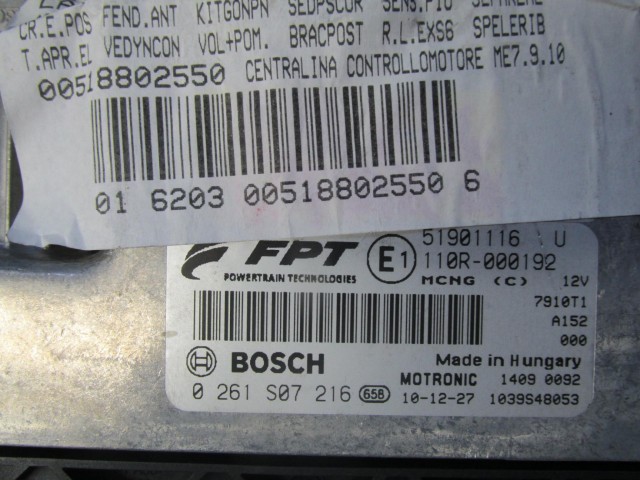 CR.E.POS FEND.ANT KITGONPN SEDPSCOR SENS.PIO
T.APR.EL VEDYNCON VOL+POM. BRACPOST R.L.EXS6 SPELERIB
00518802550 CENTRALINA CONTROLLOMOTORE ME7.9.10
01 6203 00518802550 6
FPT
POWERTRAIN TECHNOLOGIES
E1
51901116 U
110R-000192
MCNG (C) 12V
7910T1
A152
000
BOSCH
Made in Hungary
0 261 S07 216 658
MOTRONIC 1409 0092
10-12-27 1039S48053